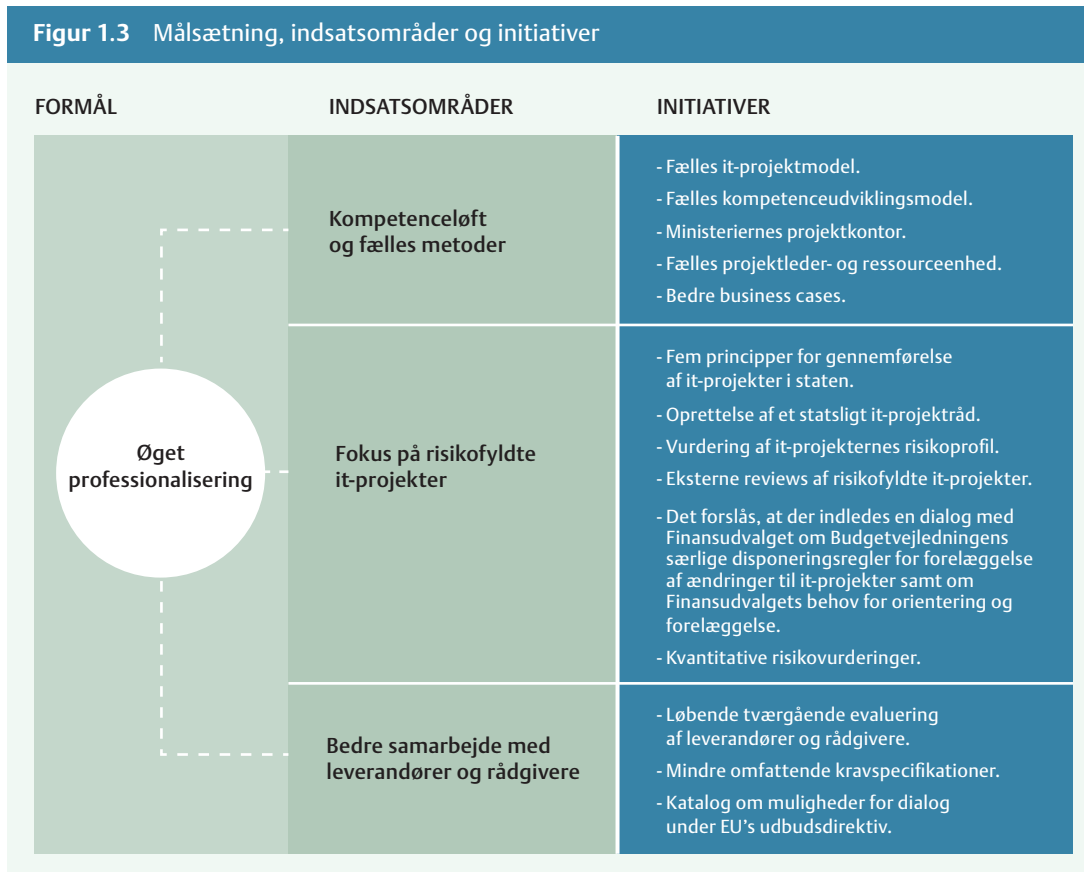 Figur 1.3 Målsætning, indsatsområder og initiativer
FORMÅL
INDSATSOMRÅDER
INITIATIVER
Øget
professionalisering
Kompetenceløft
og fælles metoder
- Fælles it-projektmodel.
- Fælles kompetenceudviklingsmodel.
- Ministeriernes projektkontor.
- Fælles projektleder- og ressourceenhed.
- Bedre business cases.
Fokus på risikofyldte
it-projekter
- Fem principper for gennemførelse
af it-projekter i staten.
- Oprettelse af et statsligt it-projektråd.
- Vurdering af it-projekternes risikoprofil.
- Eksterne reviews af risikofyldte it-projekter.
- Det forslås, at der indledes en dialog med
Finansudvalget om Budgetvejledningens
særlige disponeringsregler for forelæggelse
af ændringer til it-projekter samt om
Finansudvalgets behov for orientering og
forelæggelse.
- Kvantitative risikovurderinger.
Bedre samarbejde med
leverandører og rådgivere
- Løbende tværgående evaluering
af leverandører og rådgivere.
- Mindre omfattende kravspecifikationer.
- Katalog om muligheder for dialog
under EU's udbudsdirektiv.